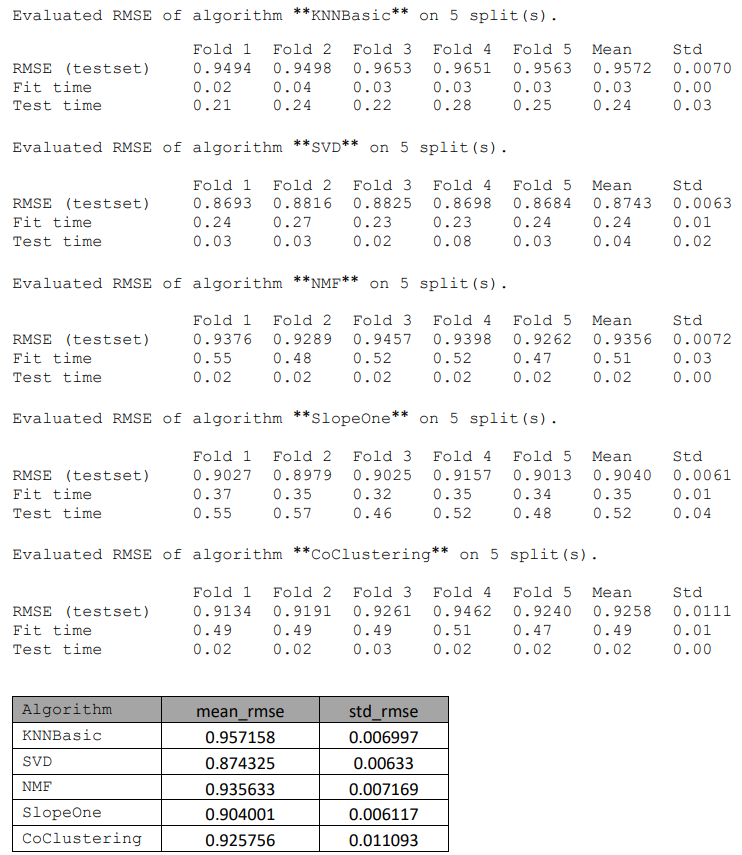 Evaluated RMSE of algorithm **KNNBasic** on 5 split(s).
Fold 1 Fold 2 Fold 3 Fold 4 Fold 5 Mean Std
RMSE (testset) 0.9494 0.9498 0.9653 0.9651 0.9563 0.9572 0.0070
Fit time 0.02 0.04 0.03 0.03 0.03 0.03 0.00
Test time 0.21 0.24 0.22 0.28 0.25 0.24 0.03
Evaluated RMSE of algorithm **SVD** on 5 split(s).
Fold 1 Fold 2 Fold 3 Fold 4 Fold 5 Mean Std
RMSE (testset) 0.8693 0.8816 0.8825 0.8698 0.8684 0.8743 0.0063
Fit time 0.24 0.27 0.23 0.23 0.24 0.24 0.01
Test time 0.03 0.03 0.02 0.08 0.03 0.04 0.02
Evaluated RMSE of algorithm **NMF** on 5 split(s).
Fold 1 Fold 2 Fold 3 Fold 4 Fold 5 Mean Std
RMSE (testset) 0.9376 0.9289 0.9457 0.9398 0.9262 0.9356 0.0072
Fit time 0.55 0.48 0.52 0.52 0.47 0.51 0.03
Test time 0.02 0.02 0.02 0.02 0.02 0.02 0.00
Evaluated RMSE of algorithm **SlopeOne** on 5 split(s).
Fold 1 Fold 2 Fold 3 Fold 4 Fold 5 Mean Std
RMSE (testset) 0.9027 0.8979 0.9025 0.9157 0.9013 0.9040 0.0061
Fit time 0.37 0.35 0.32 0.35 0.34 0.35 0.01
Test time 0.55 0.57 0.46 0.52 0.48 0.52 0.04
Evaluated RMSE of algorithm **CoClustering** on 5 split(s).
Fold 1 Fold 2 Fold 3 Fold 4 Fold 5 Mean Std
RMSE (testset) 0.9134 0.9191 0.9261 0.9462 0.9240 0.9258 0.0111
Fit time 0.49 0.49 0.49 0.51 0.47 0.49 0.01
Test time 0.02 0.02 0.03 0.02 0.02 0.02 0.00
Algorithm mean_rmse std_rmse
KNNBasic 0.957158 0.006997
SVD 0.874325 0.00633
NMF 0.935633 0.007169
SlopeOne 0.904001 0.006117
CoClustering 0.925756 0.011093